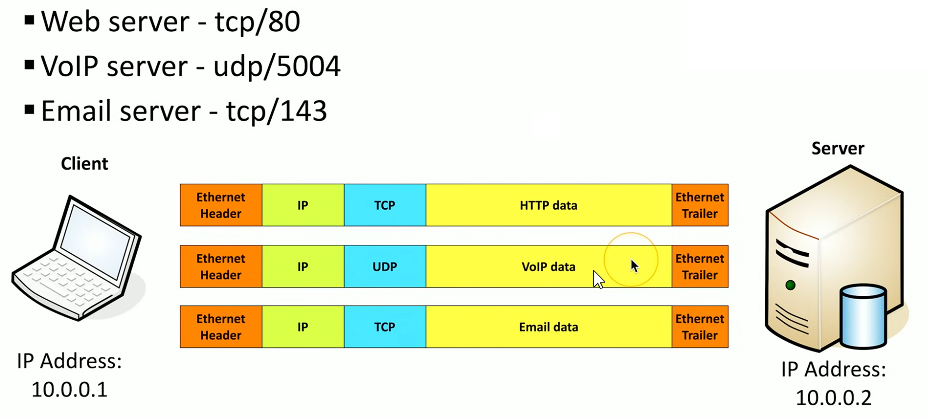 ▪ Web server - tcp/80
▪ VoIP server - udp/5004
▪ Email server - tcp/143
Client
Server
Ethernet Header IP TCP HTTP data Ethernet Trailer
Ethernet Header IP UDP VoIP data Ethernet Trailer
Ethernet Header IP TCP Email data Ethernet Trailer
IP Address:
10.0.0.1
IP Address:
10.0.0.2